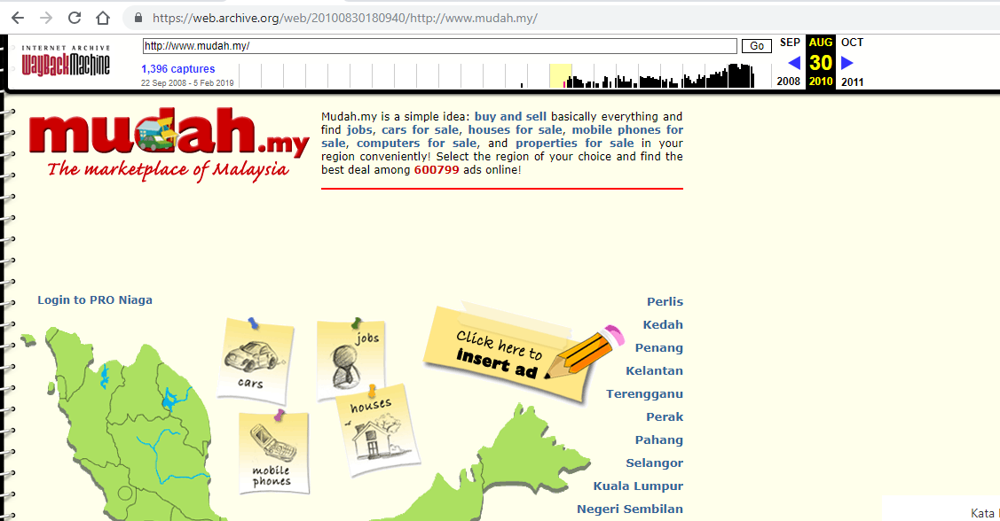 https://web.archive.org/web/20100830180940/http://www.mudah.my/
INTERNET ARCHIVE
WayBackMachine
http://www.mudah.my/
Go
1,396 captures
22 Sep 2008 - 5 Feb 2019
SEP AUG OCT
30
2008 2010 2011
mudah.my
The marketplace of Malaysia
Mudah.my is a simple idea: buy and sell basically everything and
find jobs, cars for sale, houses for sale, mobile phones for
sale, computers for sale, and properties for sale in your
region conveniently! Select the region of your choice and find the
best deal among 600799 ads online!
Login to PRO Niaga
cars
jobs
houses
mobile
phones
Click here to
insert ad
Perlis
Kedah
Penang
Kelantan
Terengganu
Perak
Pahang
Selangor
Kuala Lumpur
Negeri Sembilan
Kata